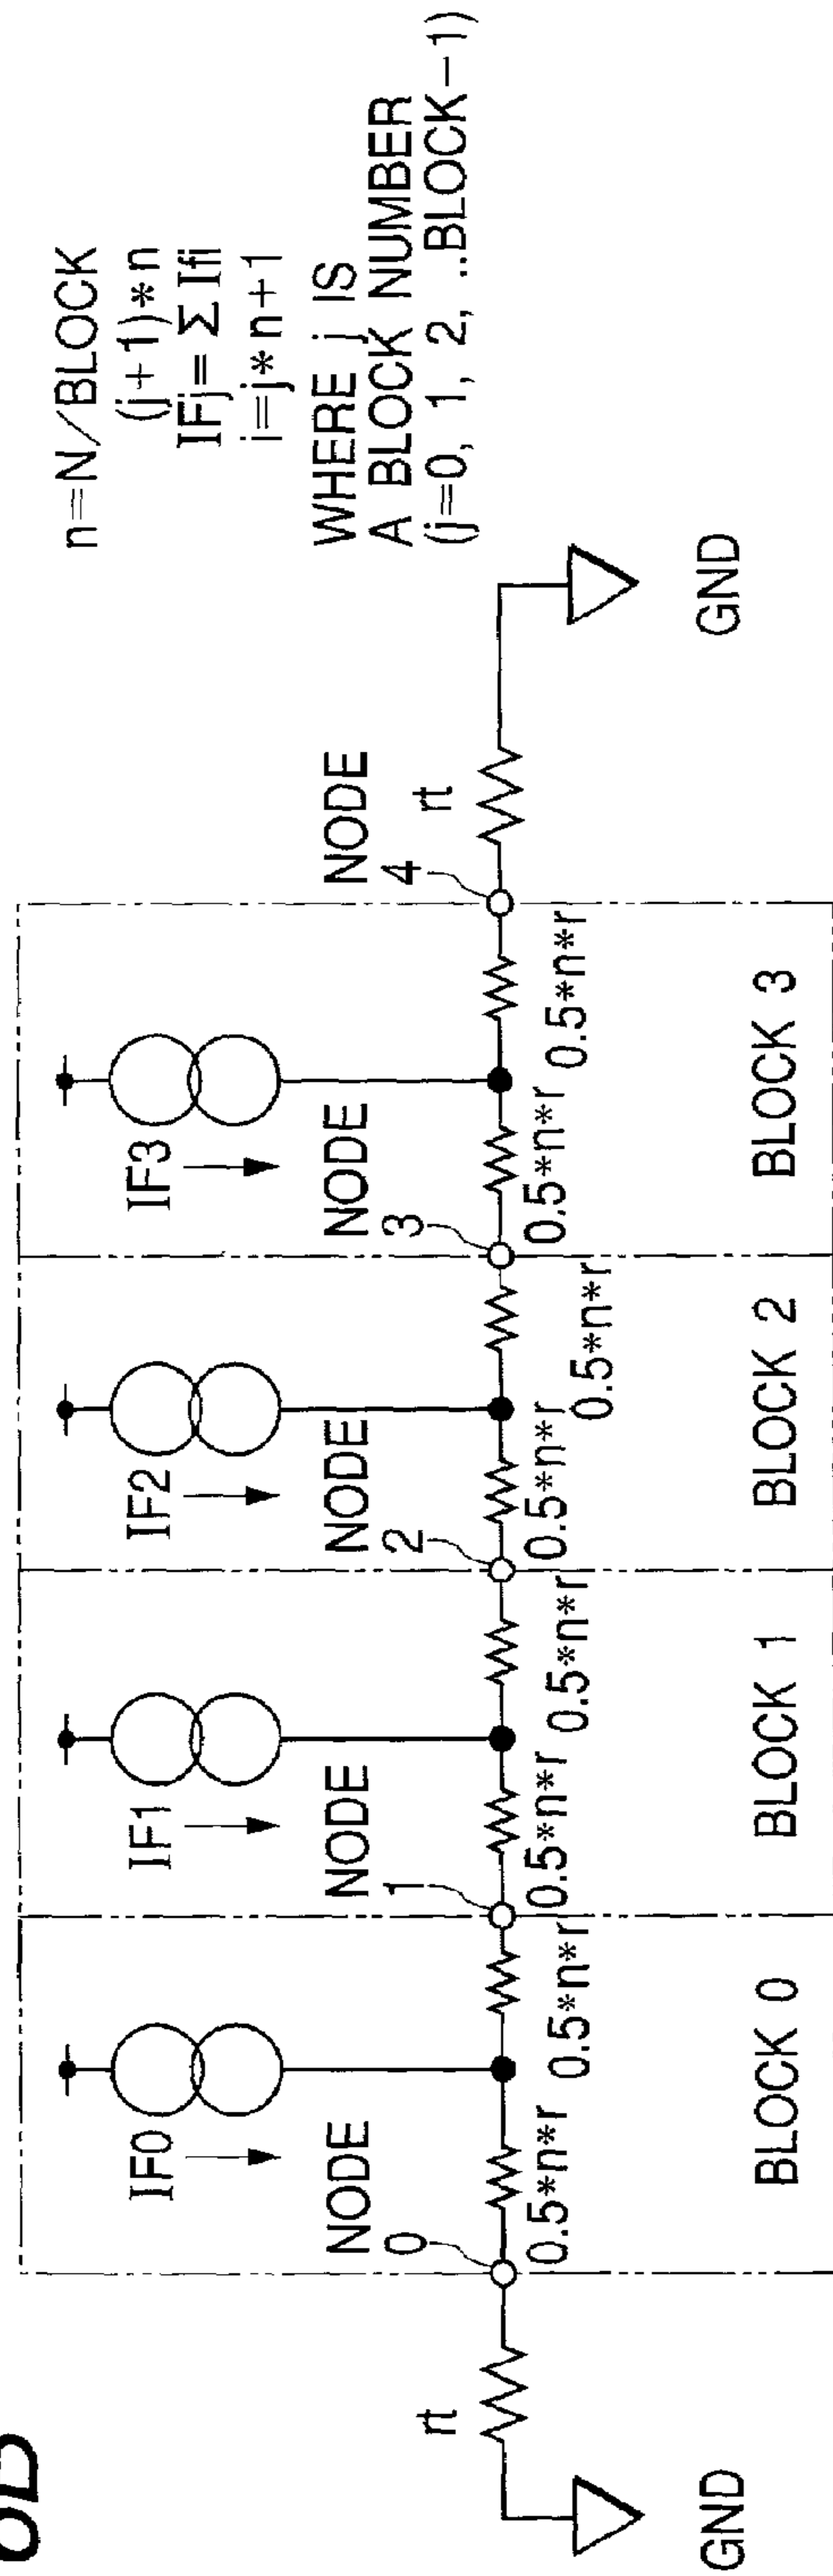 6B
n=N/BLOCK
(j+1)*n
IFj=ΣIfi
i=j*n+1
WHERE j IS
A BLOCK NUMBER
(j=0, 1, 2, ..BLOCK-1)
IF0
IF1
IF2
IF3
NODE
0
NODE
1
NODE
2
NODE
3
NODE
4
rt
rt
0.5*n*r
0.5*n*r
0.5*n*r
0.5*n*r
0.5*n*r
0.5*n*r
0.5*n*r
0.5*n*r
GND
BLOCK 0
BLOCK 1
BLOCK 2
BLOCK 3
GND